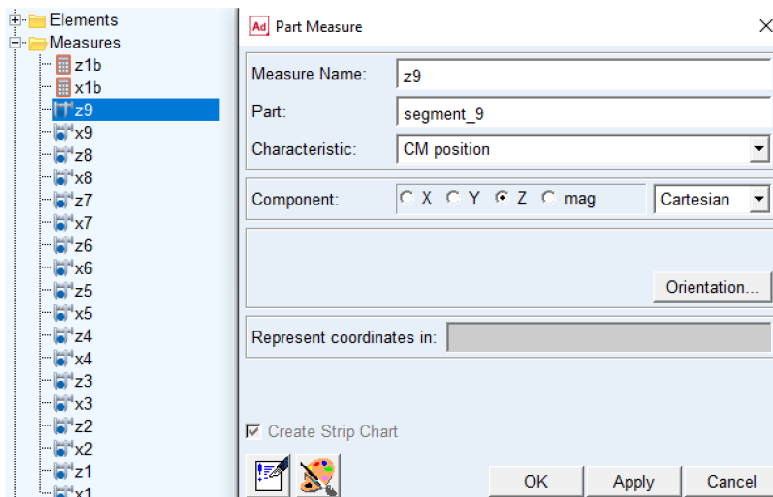 Elements
Measures
z1b
x1b
z9
x9
z8
x8
z7
x7
z6
x6
z5
x5
z4
x4
z3
x3
z2
x2
z1
x1
Ad Part Measure
Measure Name: z9
Part: segment_9
Characteristic: CM position
Component: X Y Z mag Cartesian
Orientation...
Represent coordinates in:
Create Strip Chart
OK Apply Cancel